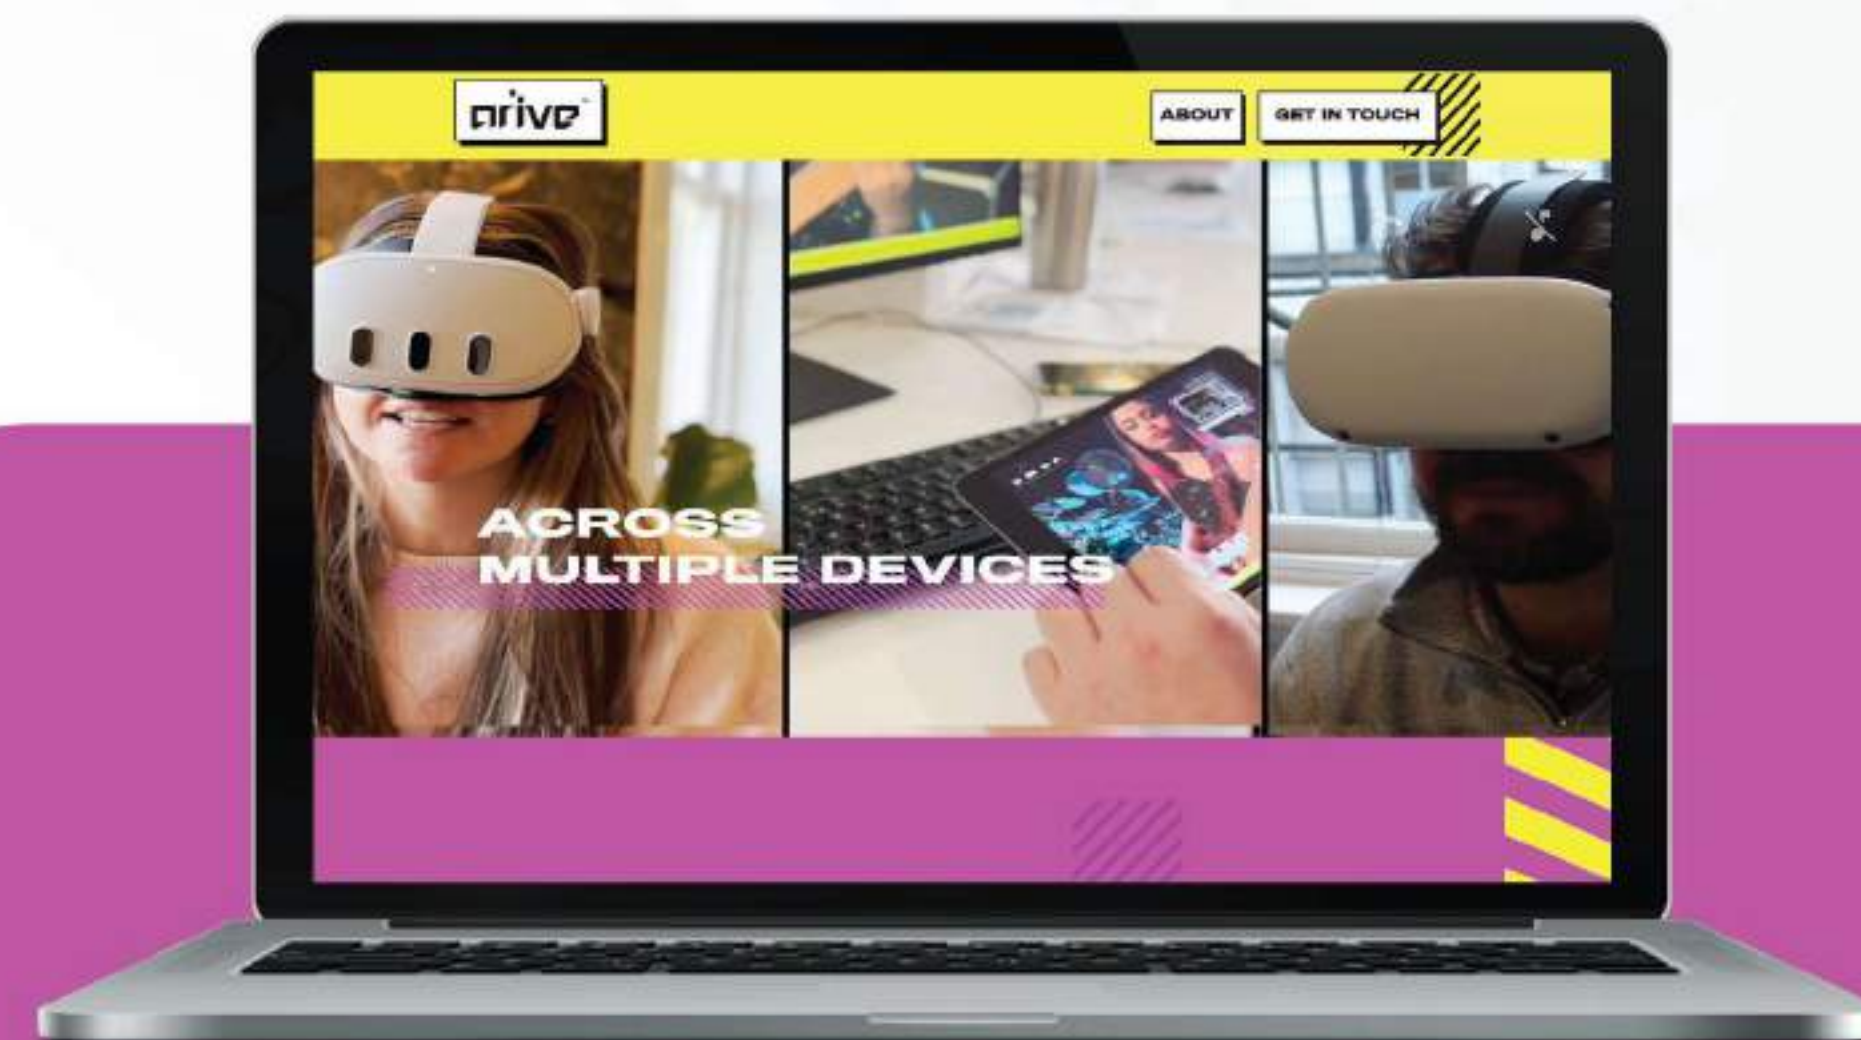 arive
ABOUT
GET IN TOUCH
ACROSS
MULTIPLE DEVICES